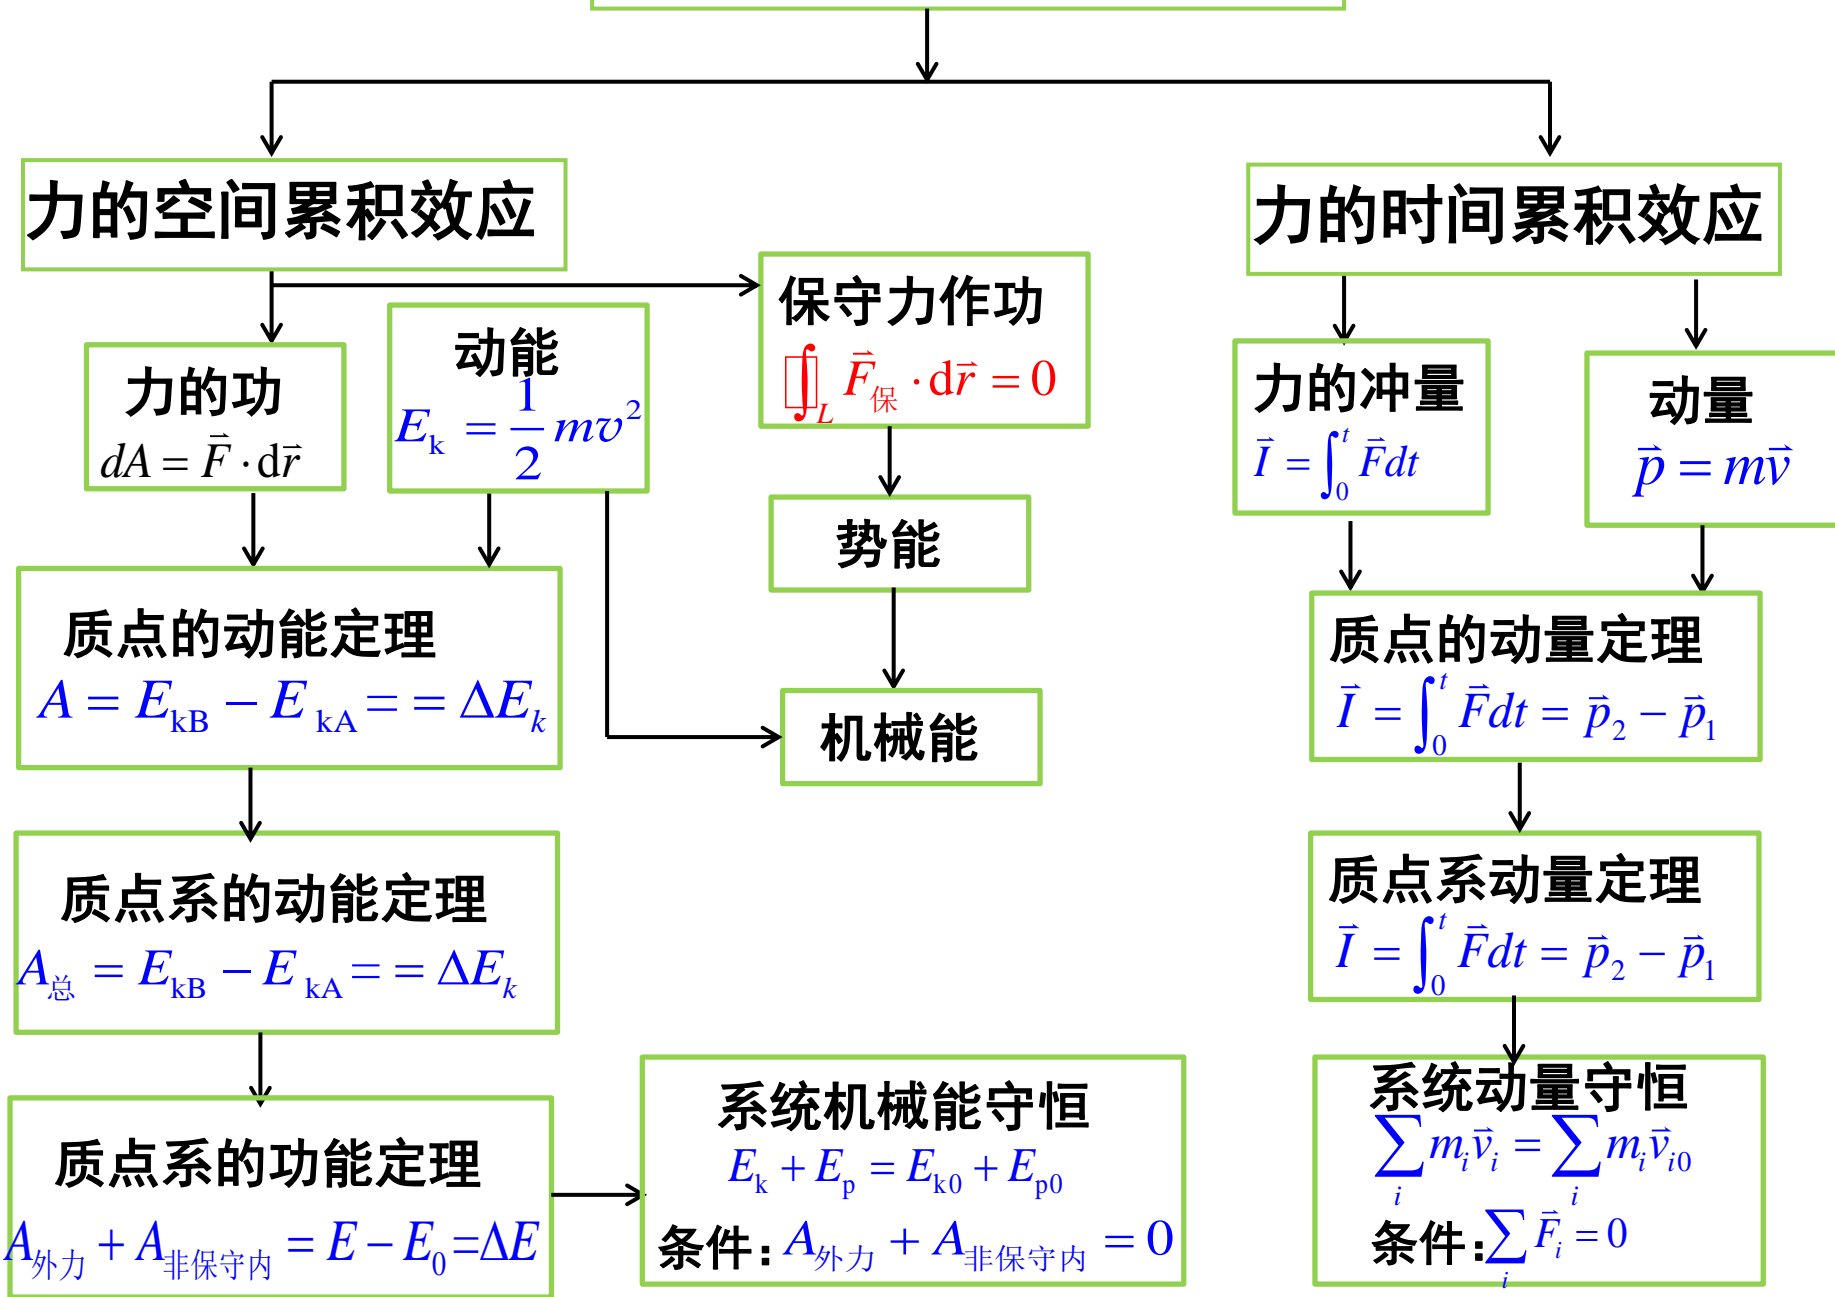 力的空间累积效应
力的时间累积效应
保守力作功
∮_L F⃗_保 · dr⃗ = 0
动能
E_k = 1/2 mv²
力的功
dA = F⃗ · dr⃗
力的冲量
I⃗ = ∫_0^t F⃗dt
动量
p⃗ = mv⃗
势能
质点的动能定理
A = E_kB − E_kA = = ΔE_k
机械能
质点的动量定理
I⃗ = ∫_0^t F⃗dt = p⃗_2 − p⃗_1
质点系的动能定理
A_总 = E_kB − E_kA = = ΔE_k
质点系动量定理
I⃗ = ∫_0^t F⃗dt = p⃗_2 − p⃗_1
质点系的功能定理
A_外力 + A_非保守内 = E − E_0 = ΔE
系统机械能守恒
E_k + E_p = E_k0 + E_p0
条件：A_外力 + A_非保守内 = 0
系统动量守恒
∑_i m_i v⃗_i = ∑_i m_i v⃗_i0
条件：∑_i F⃗_i = 0